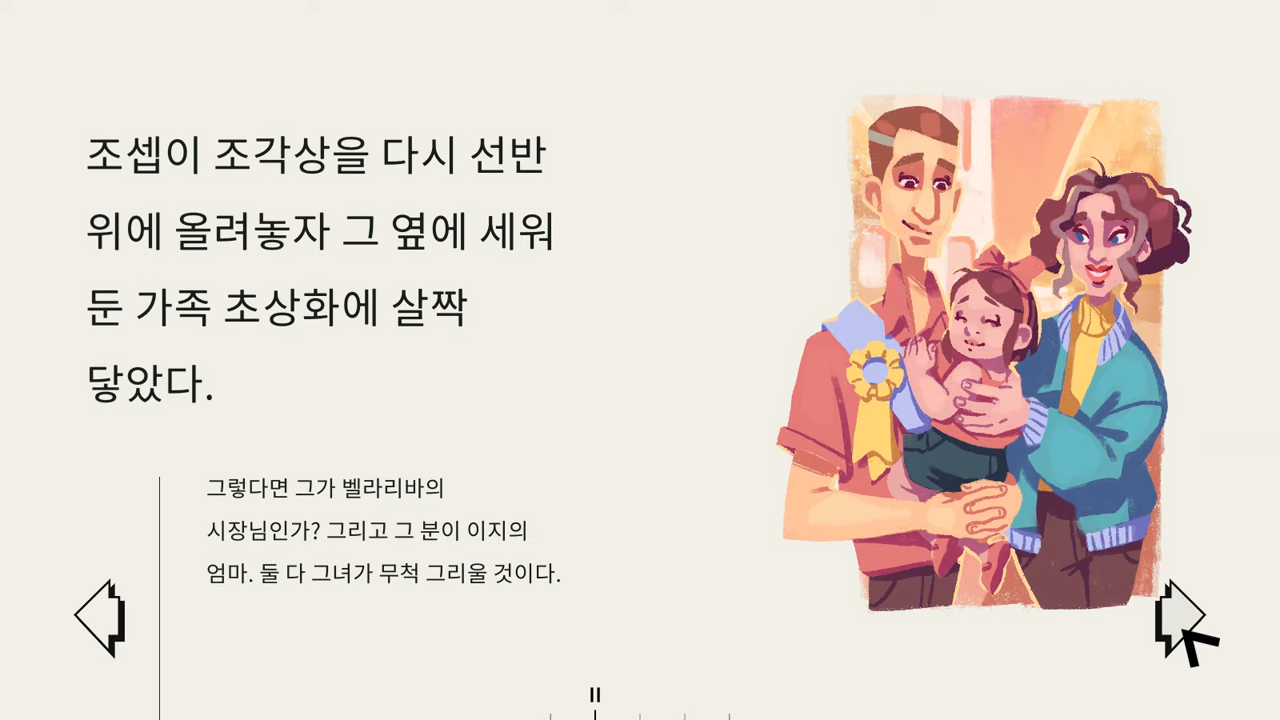 조셉이 조각상을 다시 선반
위에 올려놓자 그 옆에 세워
둔 가족 초상화에 살짝
닿았다.
그렇다면 그가 벨라리바의
시장님인가? 그리고 그 분이 이지의
엄마. 둘 다 그녀가 무척 그리울 것이다.
II